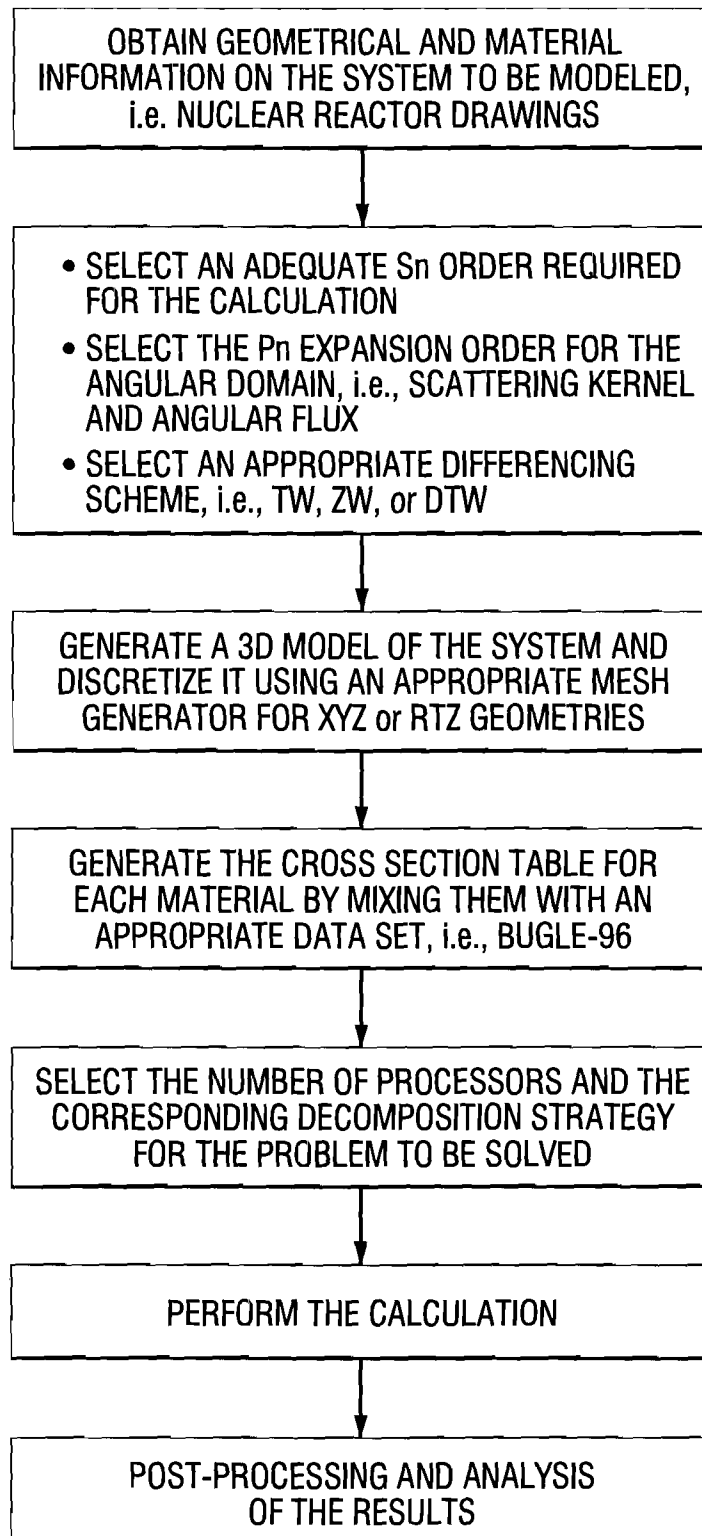 OBTAIN GEOMETRICAL AND MATERIAL
INFORMATION ON THE SYSTEM TO BE MODELED,
i.e. NUCLEAR REACTOR DRAWINGS
• SELECT AN ADEQUATE Sn ORDER REQUIRED
FOR THE CALCULATION
• SELECT THE Pn EXPANSION ORDER FOR THE
ANGULAR DOMAIN, i.e., SCATTERING KERNEL
AND ANGULAR FLUX
• SELECT AN APPROPRIATE DIFFERENCING
SCHEME, i.e., TW, ZW, or DTW
GENERATE A 3D MODEL OF THE SYSTEM AND
DISCRETIZE IT USING AN APPROPRIATE MESH
GENERATOR FOR XYZ or RTZ GEOMETRIES
GENERATE THE CROSS SECTION TABLE FOR
EACH MATERIAL BY MIXING THEM WITH AN
APPROPRIATE DATA SET, i.e., BUGLE-96
SELECT THE NUMBER OF PROCESSORS AND THE
CORRESPONDING DECOMPOSITION STRATEGY
FOR THE PROBLEM TO BE SOLVED
PERFORM THE CALCULATION
POST-PROCESSING AND ANALYSIS
OF THE RESULTS